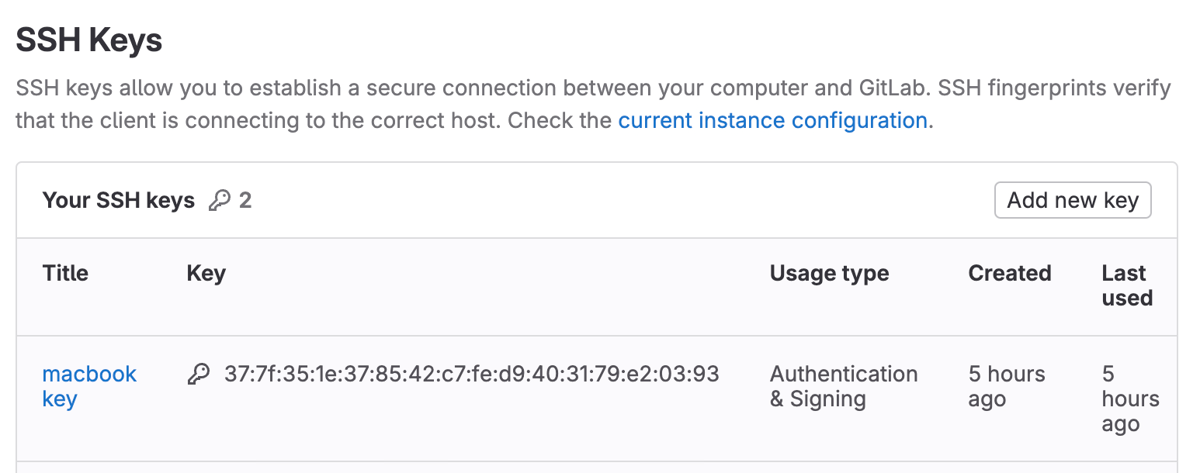 SSH Keys
SSH keys allow you to establish a secure connection between your computer and GitLab. SSH fingerprints verify
that the client is connecting to the correct host. Check the current instance configuration.
Your SSH keys 2
Add new key
Title Key Usage type Created Last
used
macbook 37:7f:35:1e:37:85:42:c7:fe:d9:40:31:79:e2:03:93 Authentication 5 hours 5
key & Signing ago hours
ago